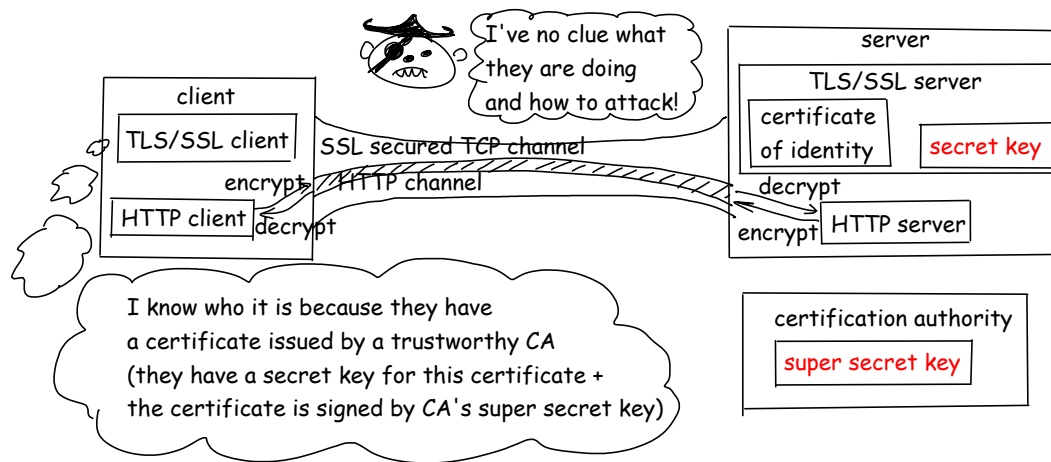 I've no clue what
they are doing
and how to attack!
server
TLS/SSL server
certificate
of identity
secret key
client
TLS/SSL client
SSL secured TCP channel
encrypt
HTTP channel
decrypt
HTTP client
decrypt
encrypt
HTTP server
I know who it is because they have
a certificate issued by a trustworthy CA
(they have a secret key for this certificate +
the certificate is signed by CA's super secret key)
certification authority
super secret key